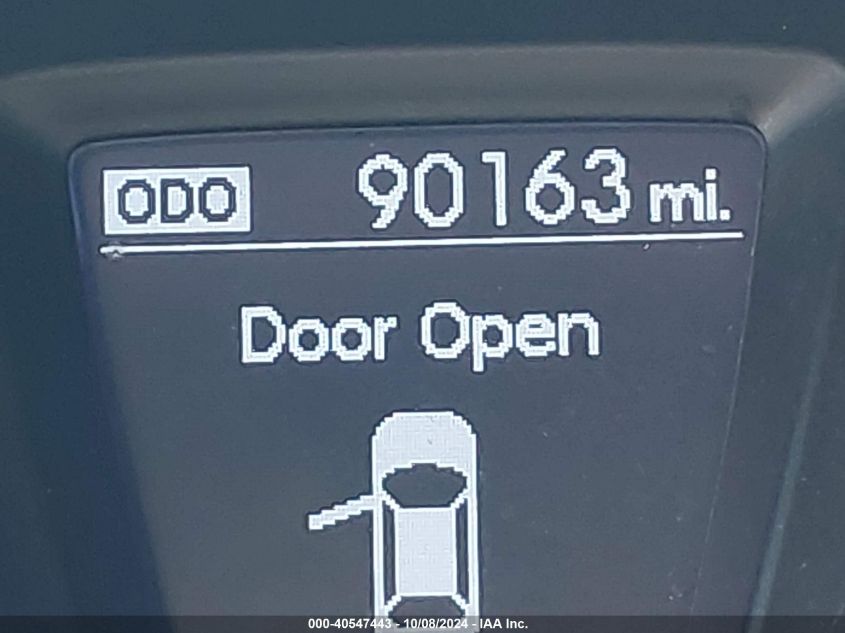 ODO 90163 mi.
Door Open
000-40547443 - 10/08/2024 - IAA Inc.